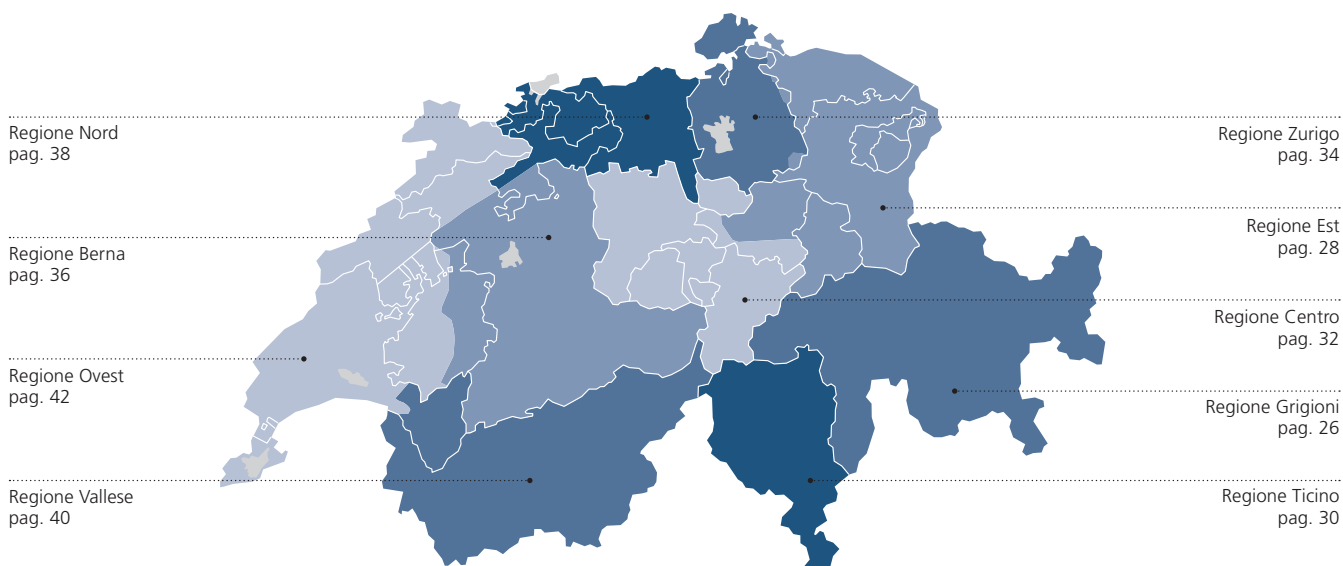 Regione Nord
pag. 38
Regione Berna
pag. 36
Regione Ovest
pag. 42
Regione Vallese
pag. 40
Regione Zurigo
pag. 34
Regione Est
pag. 28
Regione Centro
pag. 32
Regione Grigioni
pag. 26
Regione Ticino
pag. 30